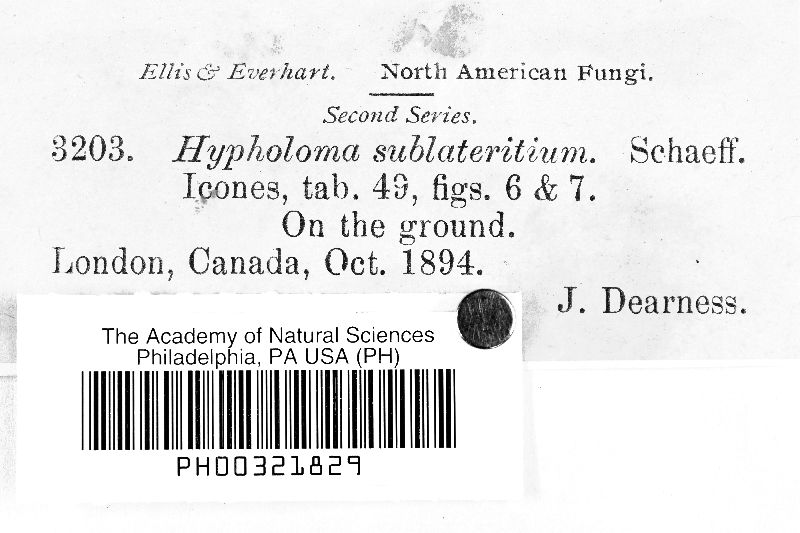 Ellis & Everhart. North American Fungi.
Second Series.
3203. Hypholoma sublateritium. Schaeff.
Icones, tab. 49, figs. 6 & 7.
On the ground.
London, Canada, Oct. 1894.
J. Dearness.
The Academy of Natural Sciences
Philadelphia, PA USA (PH)
PH00321829